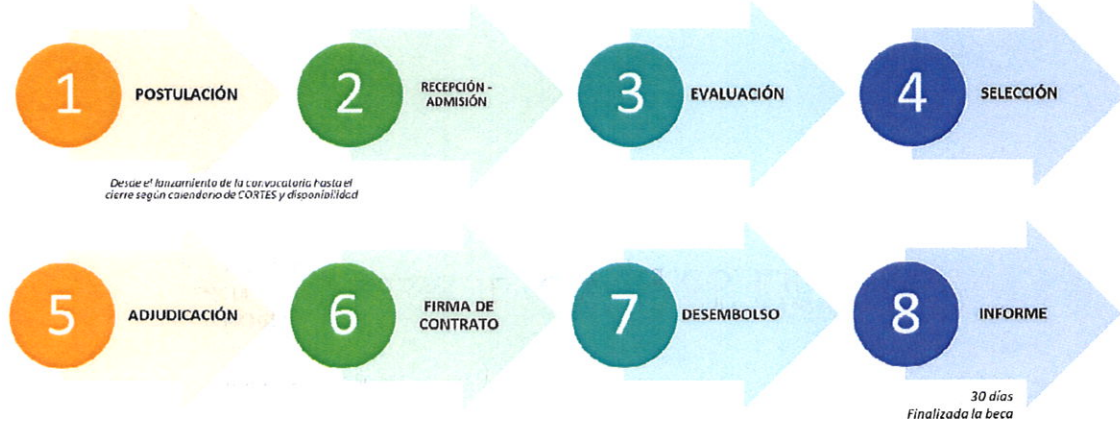 1
POSTULACIÓN
Desde el lanzamiento de la convocatoria hasta el
cierre según calendario de CORTES y disponibilidad
2
RECEPCIÓN -
ADMISIÓN
3
EVALUACIÓN
4
SELECCIÓN
5
ADJUDICACIÓN
6
FIRMA DE
CONTRATO
7
DESEMBOLSO
8
INFORME
30 días
Finalizada la beca